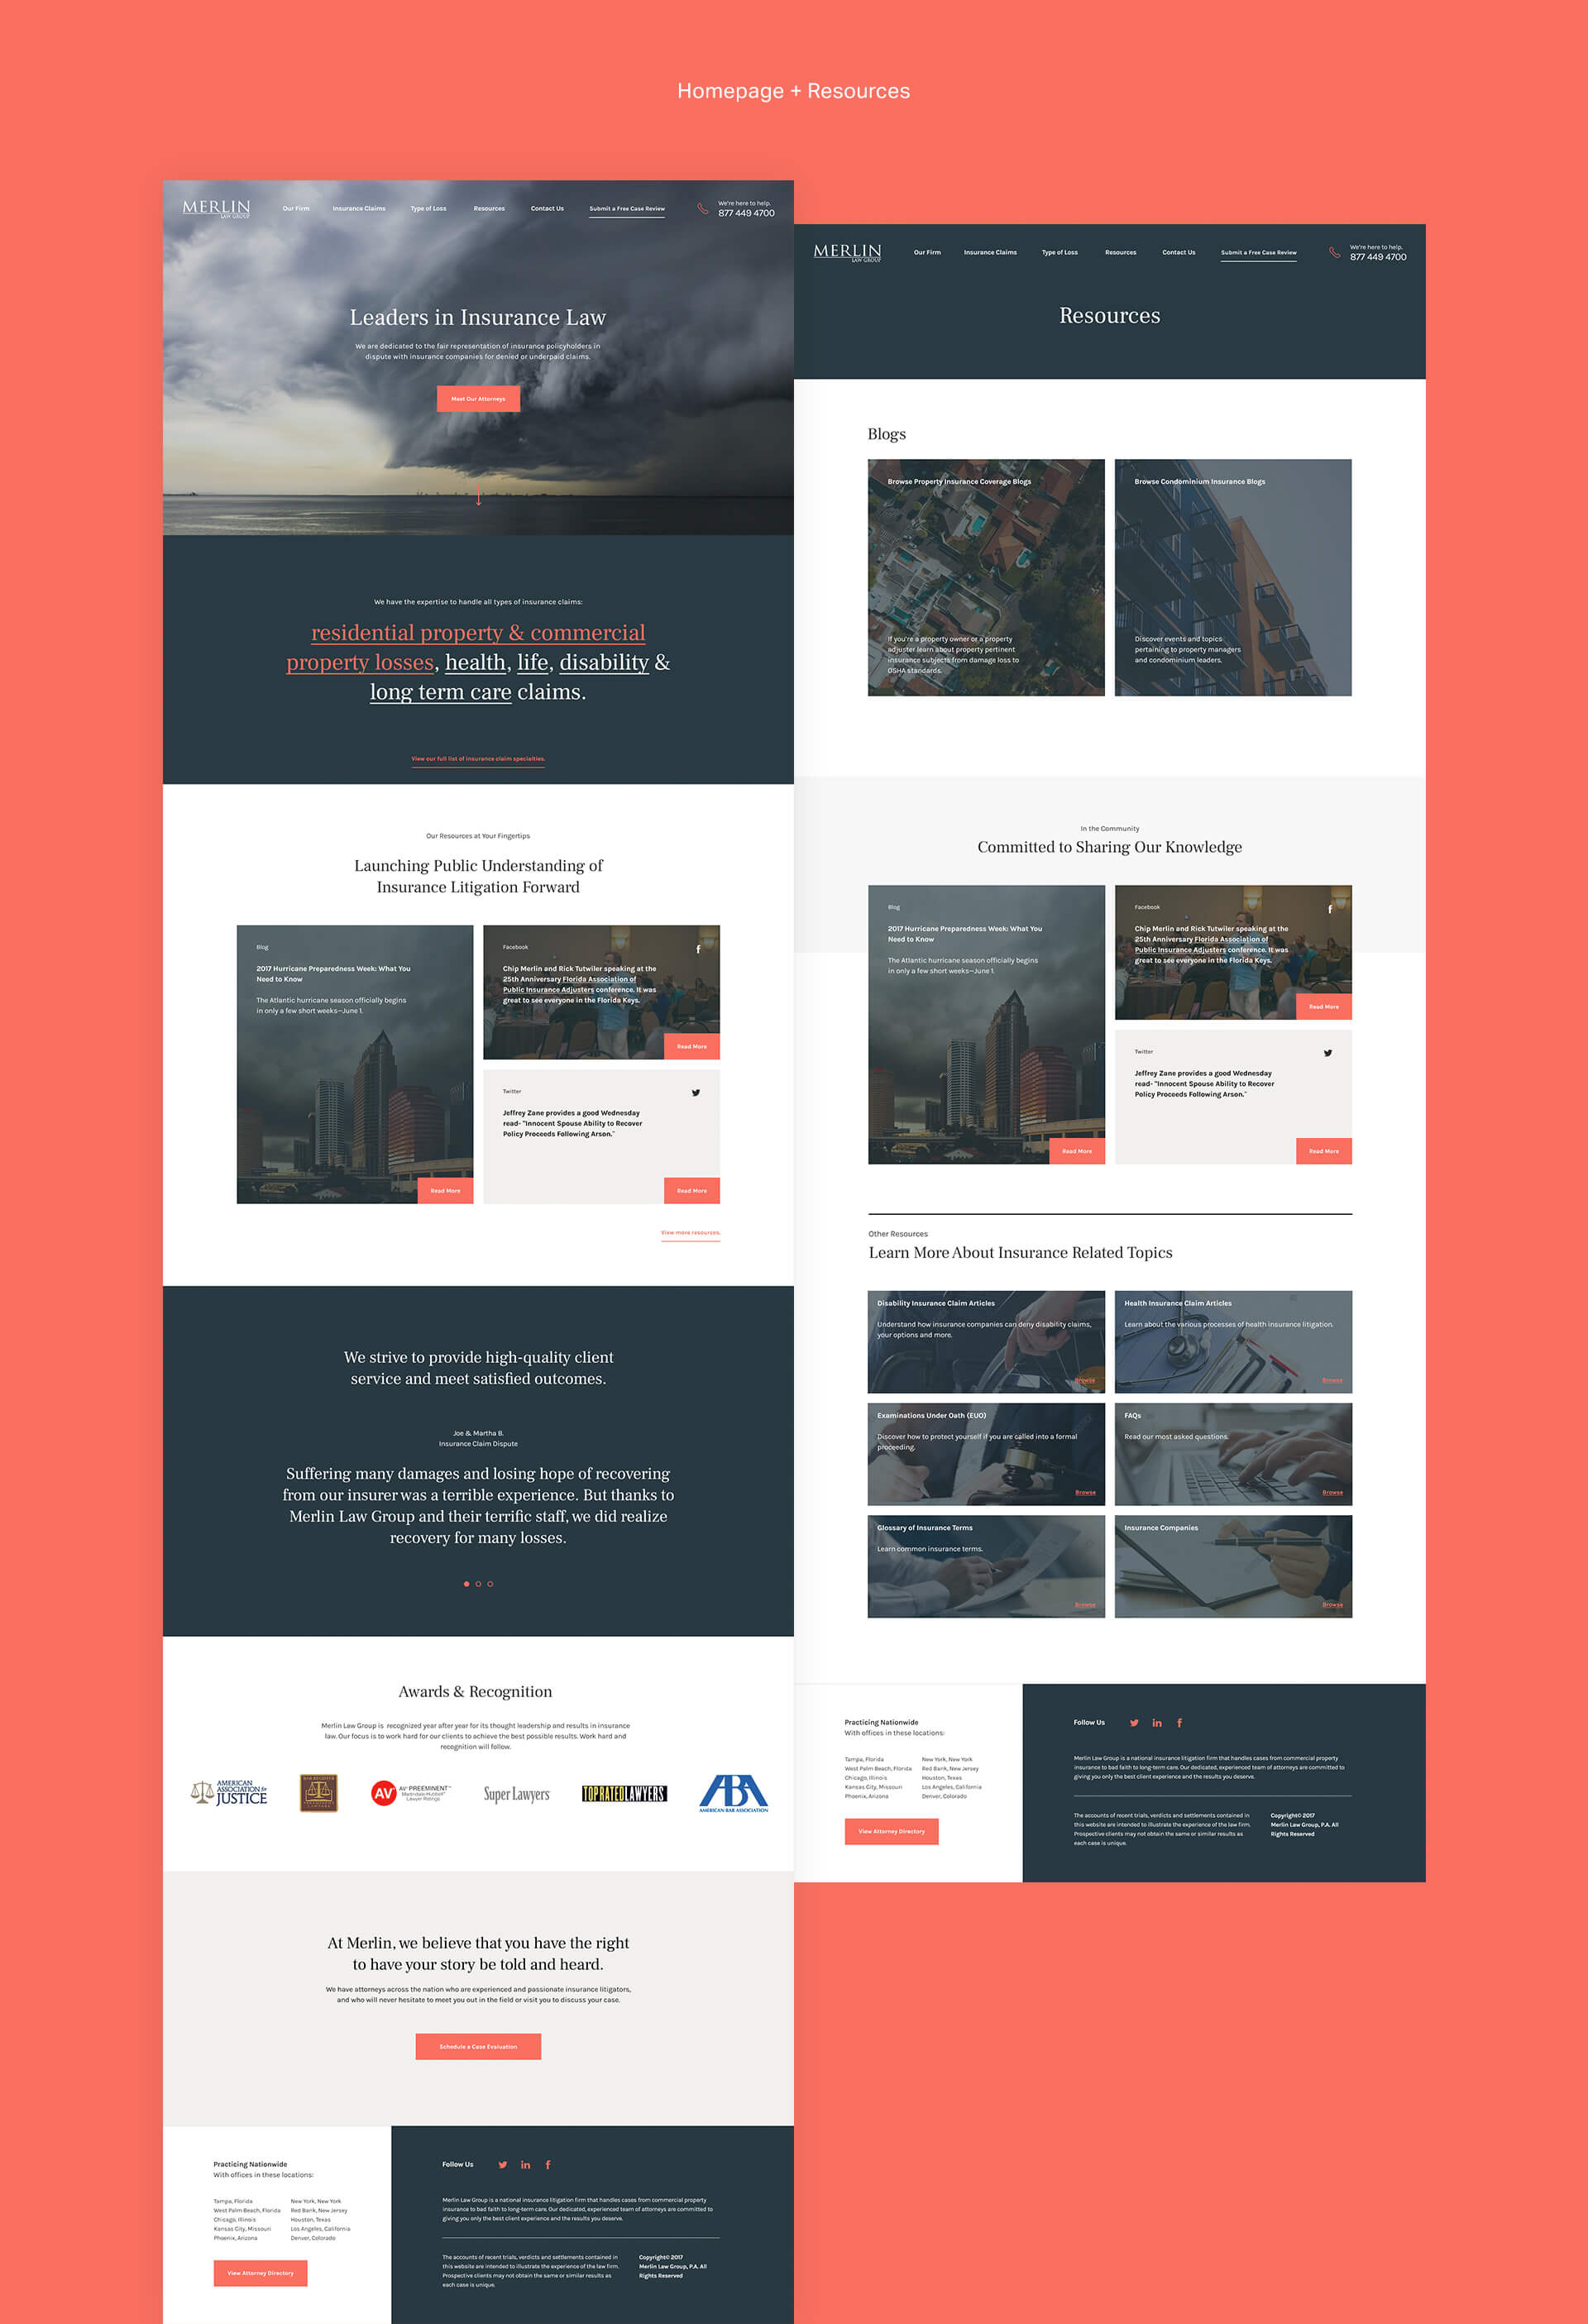 Homepage + Resources
MERLIN
LAW GROUP
Our Firm
Insurance Claims
Type of Loss
Resources
Contact Us
Submit a Free Case Review
We're here to help.
877 449 4700
Leaders in Insurance Law
We are dedicated to the fair representation of insurance policyholders in
dispute with insurance companies for denied or underpaid claims.
Meet Our Attorneys
We have the expertise to handle all types of insurance claims:
residential property & commercial
property losses, health, life, disability &
long term care claims.
View our full list of insurance claim specialties.
Our Resources at Your Fingertips
Launching Public Understanding of
Insurance Litigation Forward
Blog
2017 Hurricane Preparedness Week: What You
Need to Know
The Atlantic hurricane season officially begins
in only a few short weeks—June 1.
Read More
Facebook
Chip Merlin and Rick Tutwiler speaking at the
25th Anniversary Florida Association of
Public Insurance Adjusters conference. It was
great to see everyone in the Florida Keys.
Read More
Twitter
Jeffrey Zane provides a good Wednesday
read- "Innocent Spouse Ability to Recover
Policy Proceeds Following Arson."
Read More
View more resources.
We strive to provide high-quality client
service and meet satisfied outcomes.
Joe & Martha B.
Insurance Claim Dispute
Suffering many damages and losing hope of recovering
from our insurer was a terrible experience. But thanks to
Merlin Law Group and their terrific staff, we did realize
recovery for many losses.
Awards & Recognition
Merlin Law Group is recognized year after year for its thought leadership and results in insurance
law. Our focus is to work hard for our clients to achieve the best possible results. Work hard and
recognition will follow.
AMERICAN
ASSOCIATION for
JUSTICE
BAR REGISTER
PREEMINENT
LAWYERS
AV
AV PREEMINENT™
Martindale-Hubbell®
Lawyer Ratings
Super Lawyers
TOPRATEDLAWYERS
ABA
AMERICAN BAR ASSOCIATION
At Merlin, we believe that you have the right
to have your story be told and heard.
We have attorneys across the nation who are experienced and passionate insurance litigators,
and who will never hesitate to meet you out in the field or visit you to discuss your case.
Schedule a Case Evaluation
Practicing Nationwide
With offices in these locations:
Tampa, Florida
West Palm Beach, Florida
Chicago, Illinois
Kansas City, Missouri
Phoenix, Arizona
New York, New York
Red Bank, New Jersey
Houston, Texas
Los Angeles, California
Denver, Colorado
View Attorney Directory
Follow Us
Merlin Law Group is a national insurance litigation firm that handles cases from commercial property
insurance to bad faith to long-term care. Our dedicated, experienced team of attorneys are committed to
giving you only the best client experience and the results you deserve.
The accounts of recent trials, verdicts and settlements contained in
this website are intended to illustrate the experience of the law firm.
Prospective clients may not obtain the same or similar results as
each case is unique.
Copyright© 2017
Merlin Law Group, P.A. All
Rights Reserved
MERLIN
LAW GROUP
Our Firm
Insurance Claims
Type of Loss
Resources
Contact Us
Submit a Free Case Review
We're here to help.
877 449 4700
Resources
Blogs
Browse Property Insurance Coverage Blogs
If you're a property owner or a property
adjuster learn about property pertinent
insurance subjects from damage loss to
OSHA standards.
Browse Condominium Insurance Blogs
Discover events and topics
pertaining to property managers
and condominium leaders.
In the Community
Committed to Sharing Our Knowledge
Blog
2017 Hurricane Preparedness Week: What You
Need to Know
The Atlantic hurricane season officially begins
in only a few short weeks—June 1.
Read More
Facebook
Chip Merlin and Rick Tutwiler speaking at the
25th Anniversary Florida Association of
Public Insurance Adjusters conference. It was
great to see everyone in the Florida Keys.
Read More
Twitter
Jeffrey Zane provides a good Wednesday
read- "Innocent Spouse Ability to Recover
Policy Proceeds Following Arson."
Read More
Other Resources
Learn More About Insurance Related Topics
Disability Insurance Claim Articles
Understand how insurance companies can deny disability claims,
your options and more.
Browse
Health Insurance Claim Articles
Learn about the various processes of health insurance litigation.
Browse
Examinations Under Oath (EUO)
Discover how to protect yourself if you are called into a formal
proceeding.
Browse
FAQs
Read our most asked questions.
Browse
Glossary of Insurance Terms
Learn common insurance terms.
Browse
Insurance Companies
Browse
Practicing Nationwide
With offices in these locations:
Tampa, Florida
West Palm Beach, Florida
Chicago, Illinois
Kansas City, Missouri
Phoenix, Arizona
New York, New York
Red Bank, New Jersey
Houston, Texas
Los Angeles, California
Denver, Colorado
View Attorney Directory
Follow Us
Merlin Law Group is a national insurance litigation firm that handles cases from commercial property
insurance to bad faith to long-term care. Our dedicated, experienced team of attorneys are committed to
giving you only the best client experience and the results you deserve.
The accounts of recent trials, verdicts and settlements contained in
this website are intended to illustrate the experience of the law firm.
Prospective clients may not obtain the same or similar results as
each case is unique.
Copyright© 2017
Merlin Law Group, P.A. All
Rights Reserved